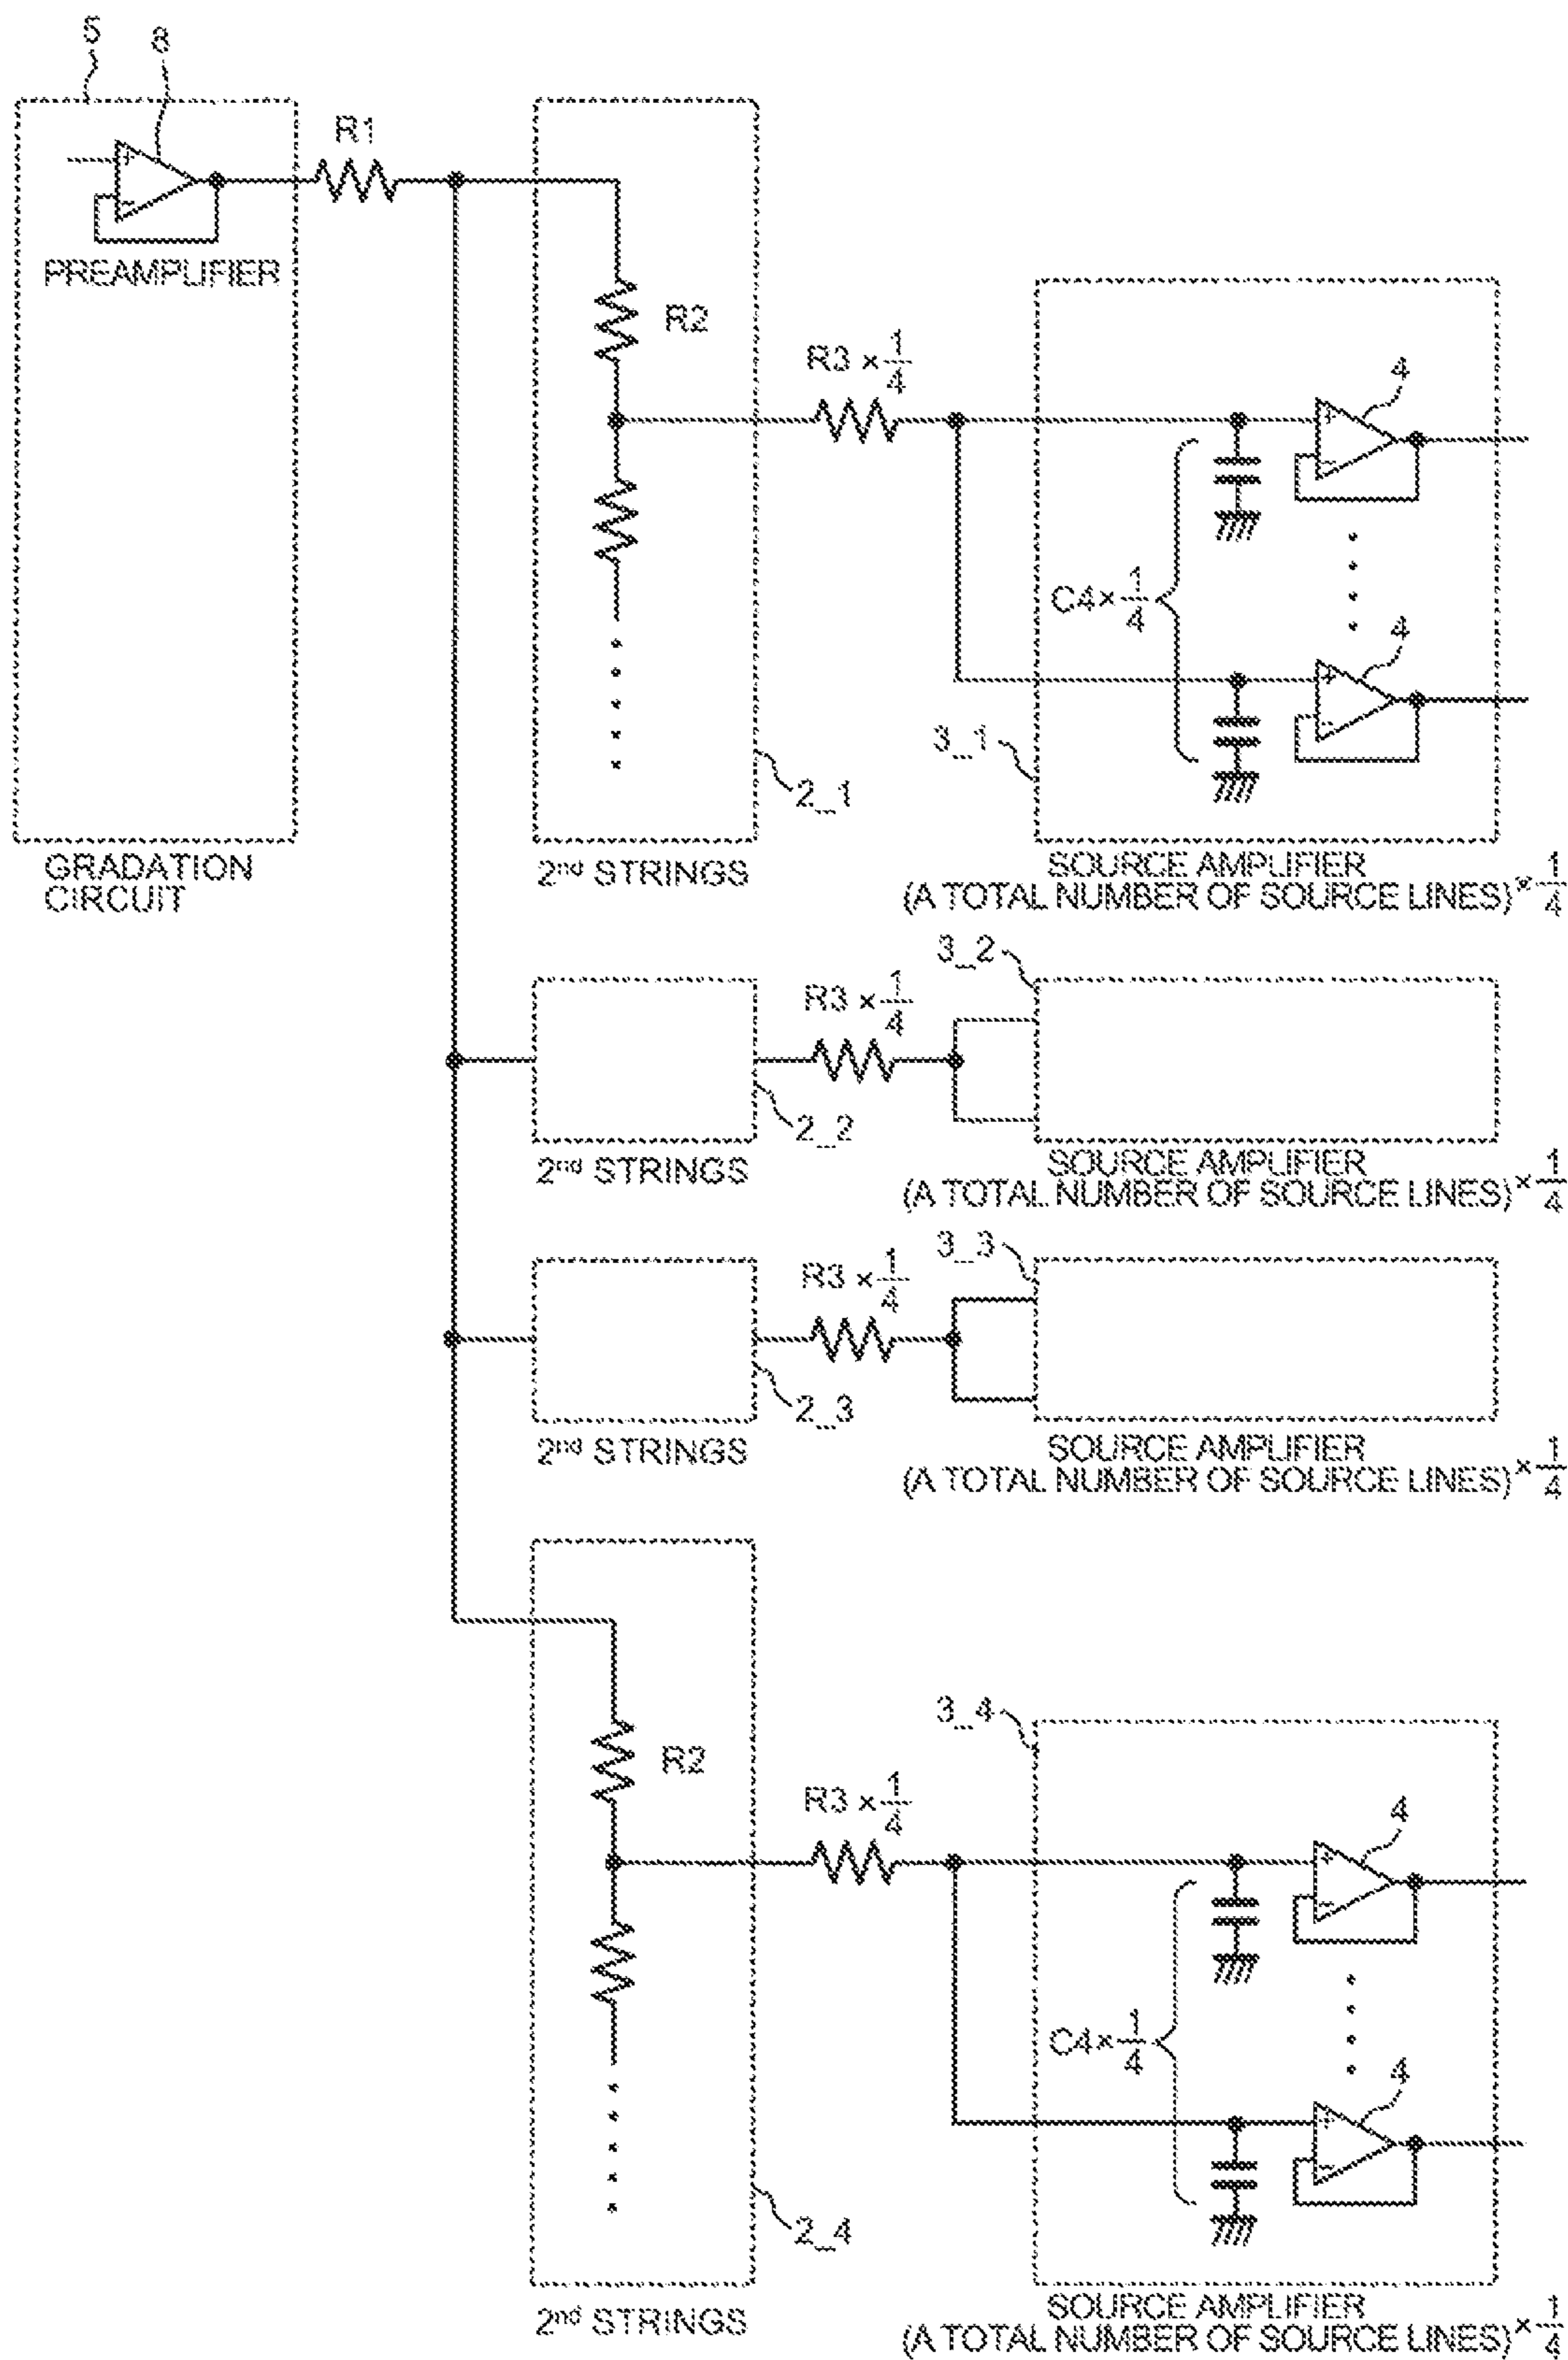 5
6
R1
+
−
PREAMPLIFIER
R2
R3 × 1/4
4
+
−
C4 × 1/4
4
+
−
3_1
2_1
GRADATION
CIRCUIT
2nd STRINGS
SOURCE AMPLIFIER
(A TOTAL NUMBER OF SOURCE LINES) × 1/4
3_2
R3 × 1/4
2_2
2nd STRINGS
SOURCE AMPLIFIER
(A TOTAL NUMBER OF SOURCE LINES) × 1/4
3_3
R3 × 1/4
2_3
2nd STRINGS
SOURCE AMPLIFIER
(A TOTAL NUMBER OF SOURCE LINES) × 1/4
3_4
R2
R3 × 1/4
4
+
−
C4 × 1/4
4
+
−
2_4
2nd STRINGS
SOURCE AMPLIFIER
(A TOTAL NUMBER OF SOURCE LINES) × 1/4